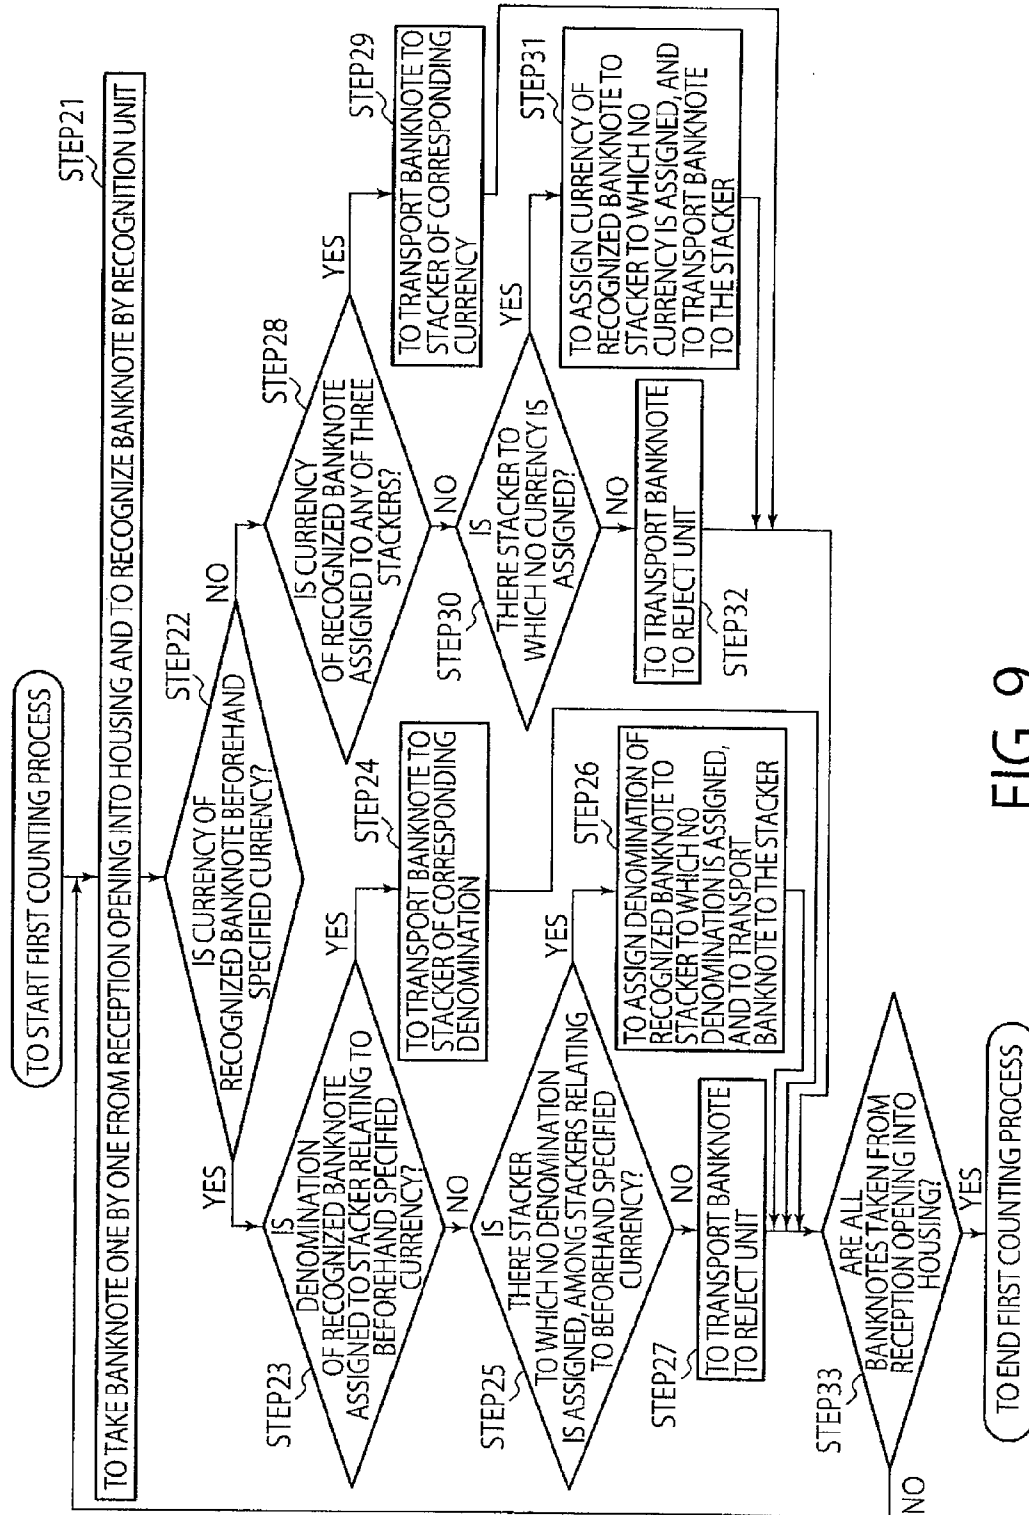 TO START FIRST COUNTING PROCESS
STEP21
TO TAKE BANKNOTE ONE BY ONE FROM RECEPTION OPENING INTO HOUSING AND TO RECOGNIZE BANKNOTE BY RECOGNITION UNIT
STEP22
IS CURRENCY OF
RECOGNIZED BANKNOTE BEFOREHAND
SPECIFIED CURRENCY?
YES
NO
STEP23
IS
DENOMINATION
OF RECOGNIZED BANKNOTE
ASSIGNED TO STACKER RELATING TO
BEFOREHAND SPECIFIED
CURRENCY?
YES
NO
STEP24
TO TRANSPORT BANKNOTE TO
STACKER OF CORRESPONDING
DENOMINATION
STEP25
IS
THERE STACKER
TO WHICH NO DENOMINATION
IS ASSIGNED, AMONG STACKERS RELATING
TO BEFOREHAND SPECIFIED
CURRENCY?
YES
NO
STEP26
TO ASSIGN DENOMINATION OF
RECOGNIZED BANKNOTE TO
STACKER TO WHICH NO
DENOMINATION IS ASSIGNED,
AND TO TRANSPORT
BANKNOTE TO THE STACKER
STEP27
TO TRANSPORT BANKNOTE
TO REJECT UNIT
STEP28
IS CURRENCY
OF RECOGNIZED BANKNOTE
ASSIGNED TO ANY OF THREE
STACKERS?
YES
NO
STEP29
TO TRANSPORT BANKNOTE TO
STACKER OF CORRESPONDING
CURRENCY
STEP30
IS
THERE STACKER TO
WHICH NO CURRENCY IS
ASSIGNED?
YES
NO
STEP31
TO ASSIGN CURRENCY OF
RECOGNIZED BANKNOTE TO
STACKER TO WHICH NO
CURRENCY IS ASSIGNED, AND
TO TRANSPORT BANKNOTE
TO THE STACKER
TO TRANSPORT BANKNOTE
TO REJECT UNIT
STEP32
STEP33
ARE ALL
BANKNOTES TAKEN FROM
RECEPTION OPENING INTO
HOUSING?
NO
YES
TO END FIRST COUNTING PROCESS
FIG. 9